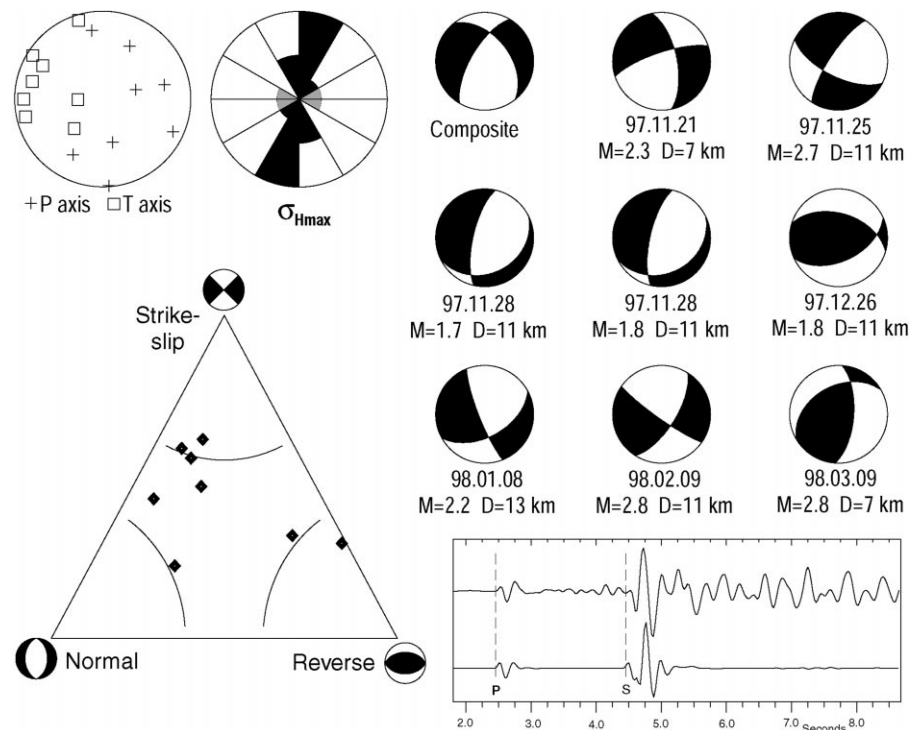 +P axis □T axis
σHmax
Composite
97.11.21
M=2.3 D=7 km
97.11.25
M=2.7 D=11 km
97.11.28
M=1.7 D=11 km
97.11.28
M=1.8 D=11 km
97.12.26
M=1.8 D=11 km
98.01.08
M=2.2 D=13 km
98.02.09
M=2.8 D=11 km
98.03.09
M=2.8 D=7 km
Strike-
slip
Normal
Reverse
P
S
2.0 3.0 4.0 5.0 6.0 7.0 8.0
Seconds